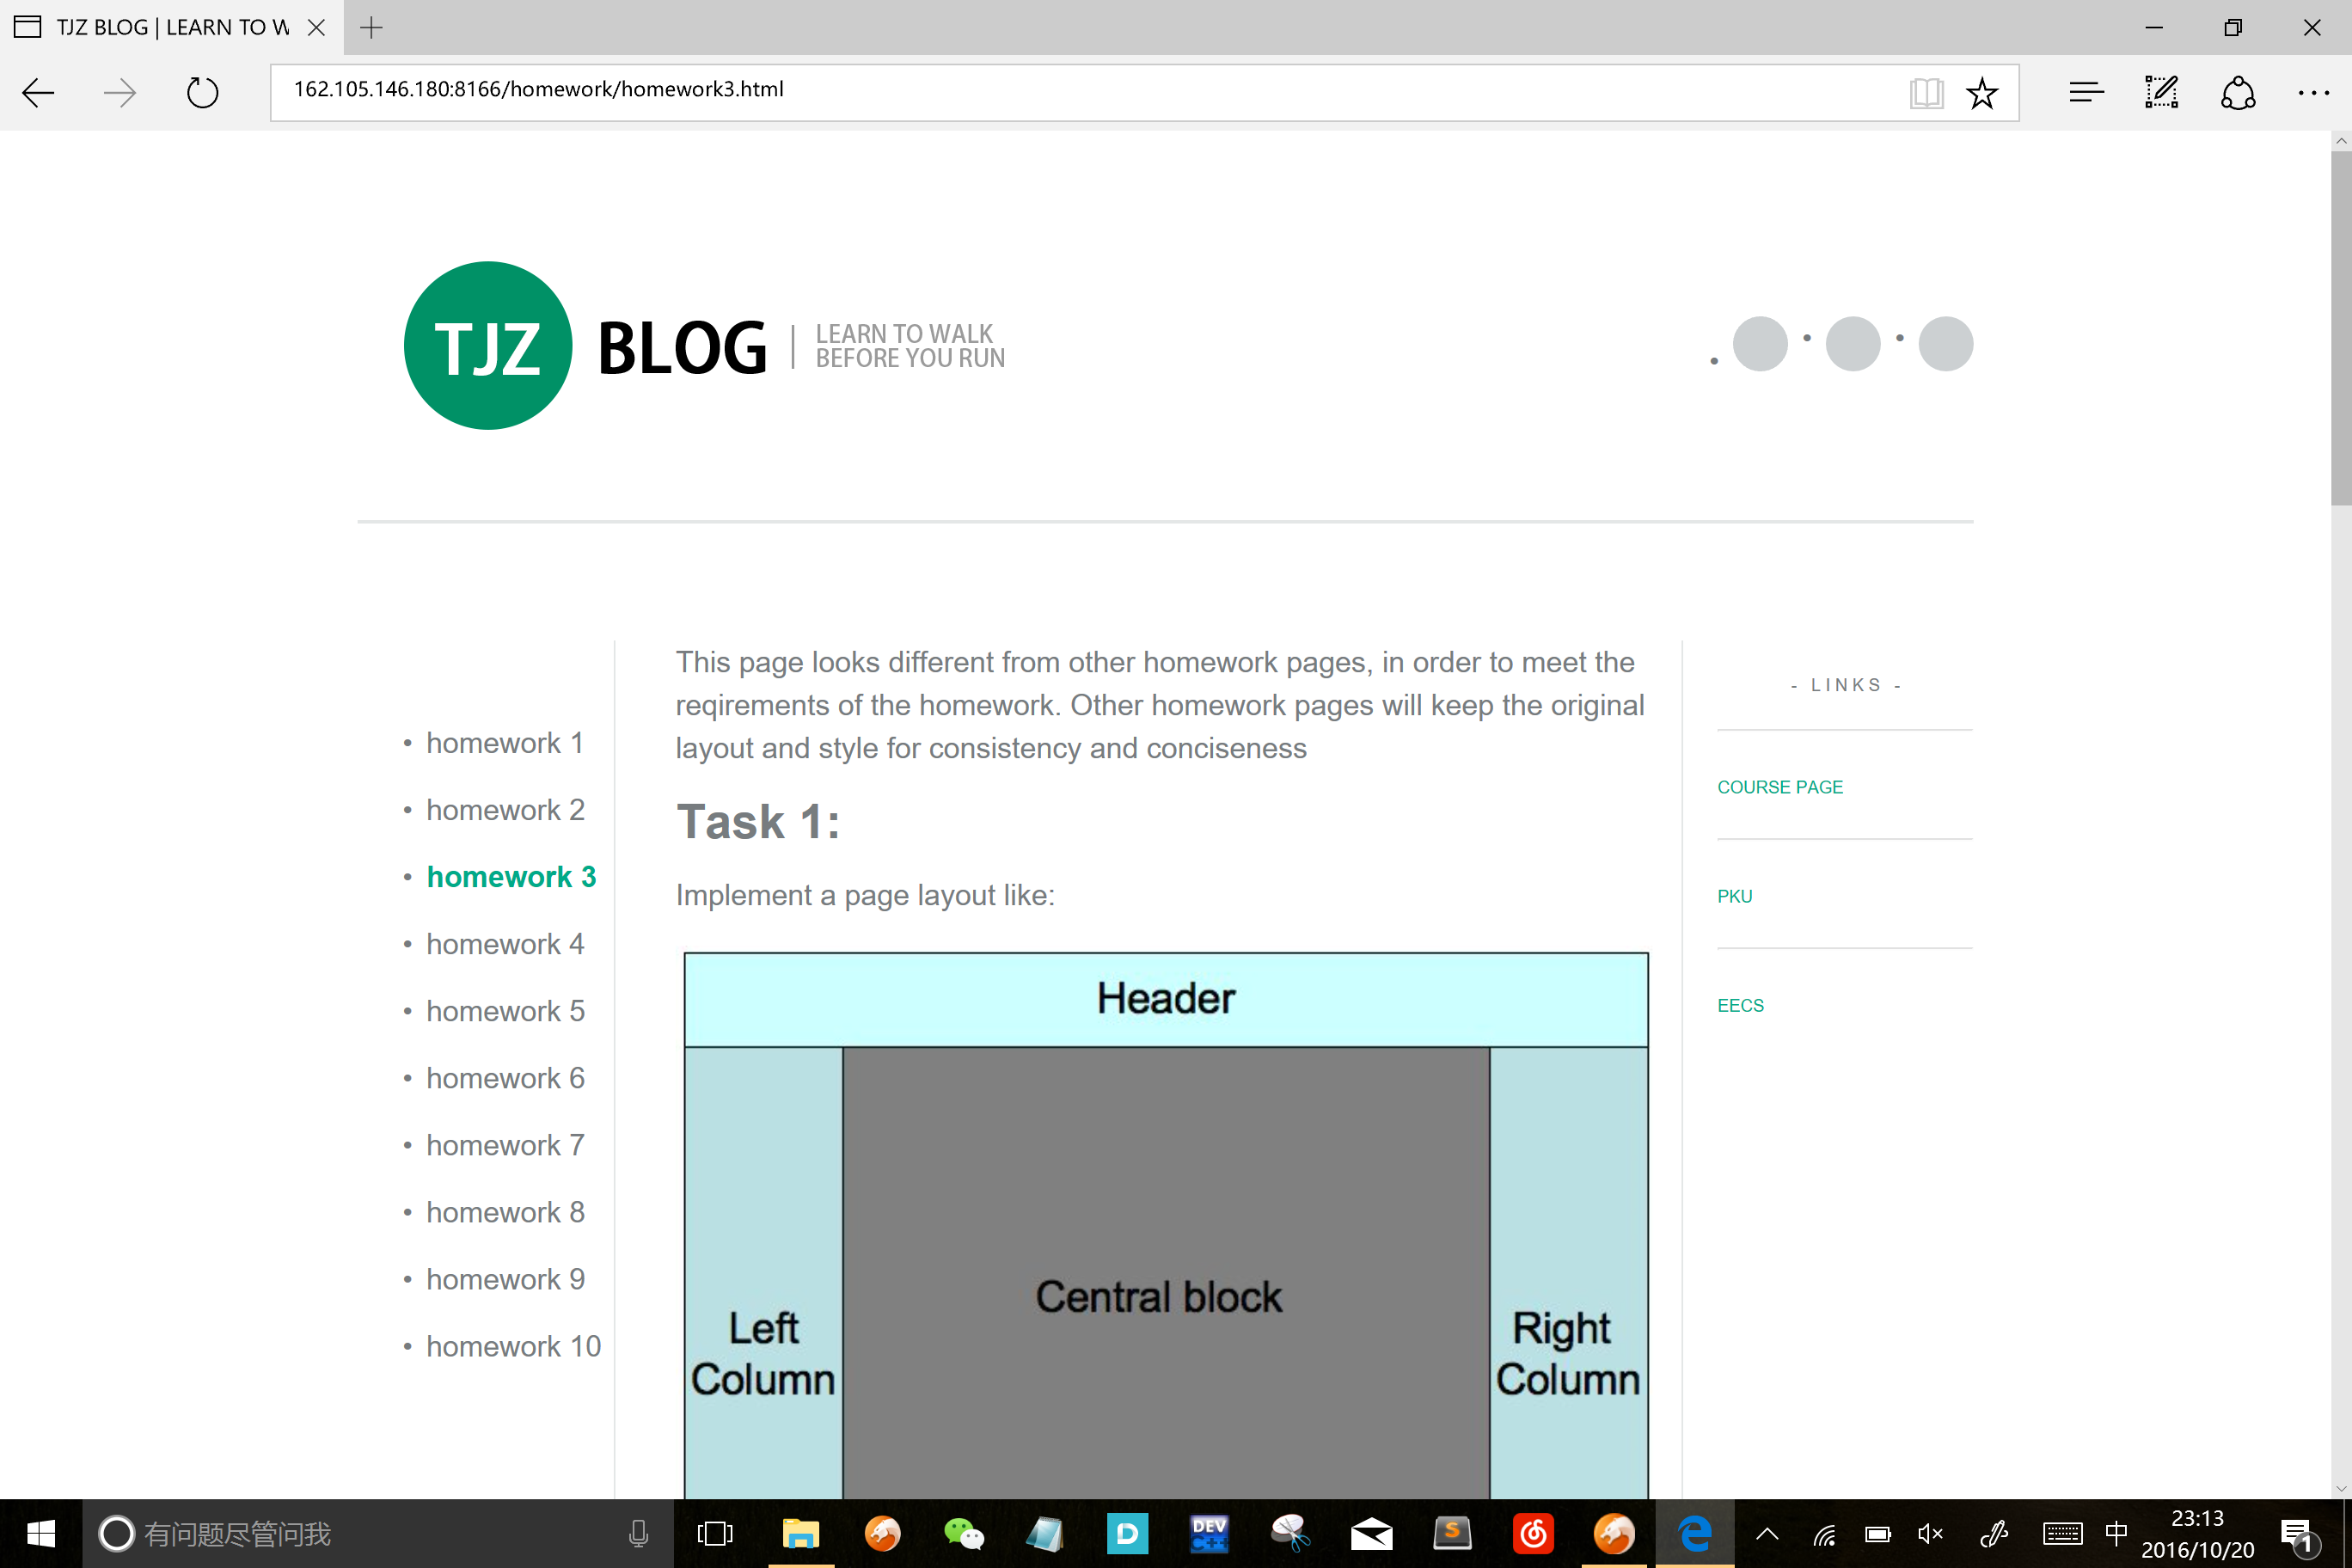 TJZ BLOG | LEARN TO W
162.105.146.180:8166/homework/homework3.html
TJZ BLOG
LEARN TO WALK
BEFORE YOU RUN
• homework 1
• homework 2
• homework 3
• homework 4
• homework 5
• homework 6
• homework 7
• homework 8
• homework 9
• homework 10
This page looks different from other homework pages, in order to meet the
reqirements of the homework. Other homework pages will keep the original
layout and style for consistency and conciseness
Task 1:
Implement a page layout like:
Header
Left
Column
Central block
Right
Column
- LINKS -
COURSE PAGE
PKU
EECS
有问题尽管问我
D
DEV
C++
S
中
23:13
2016/10/20
1